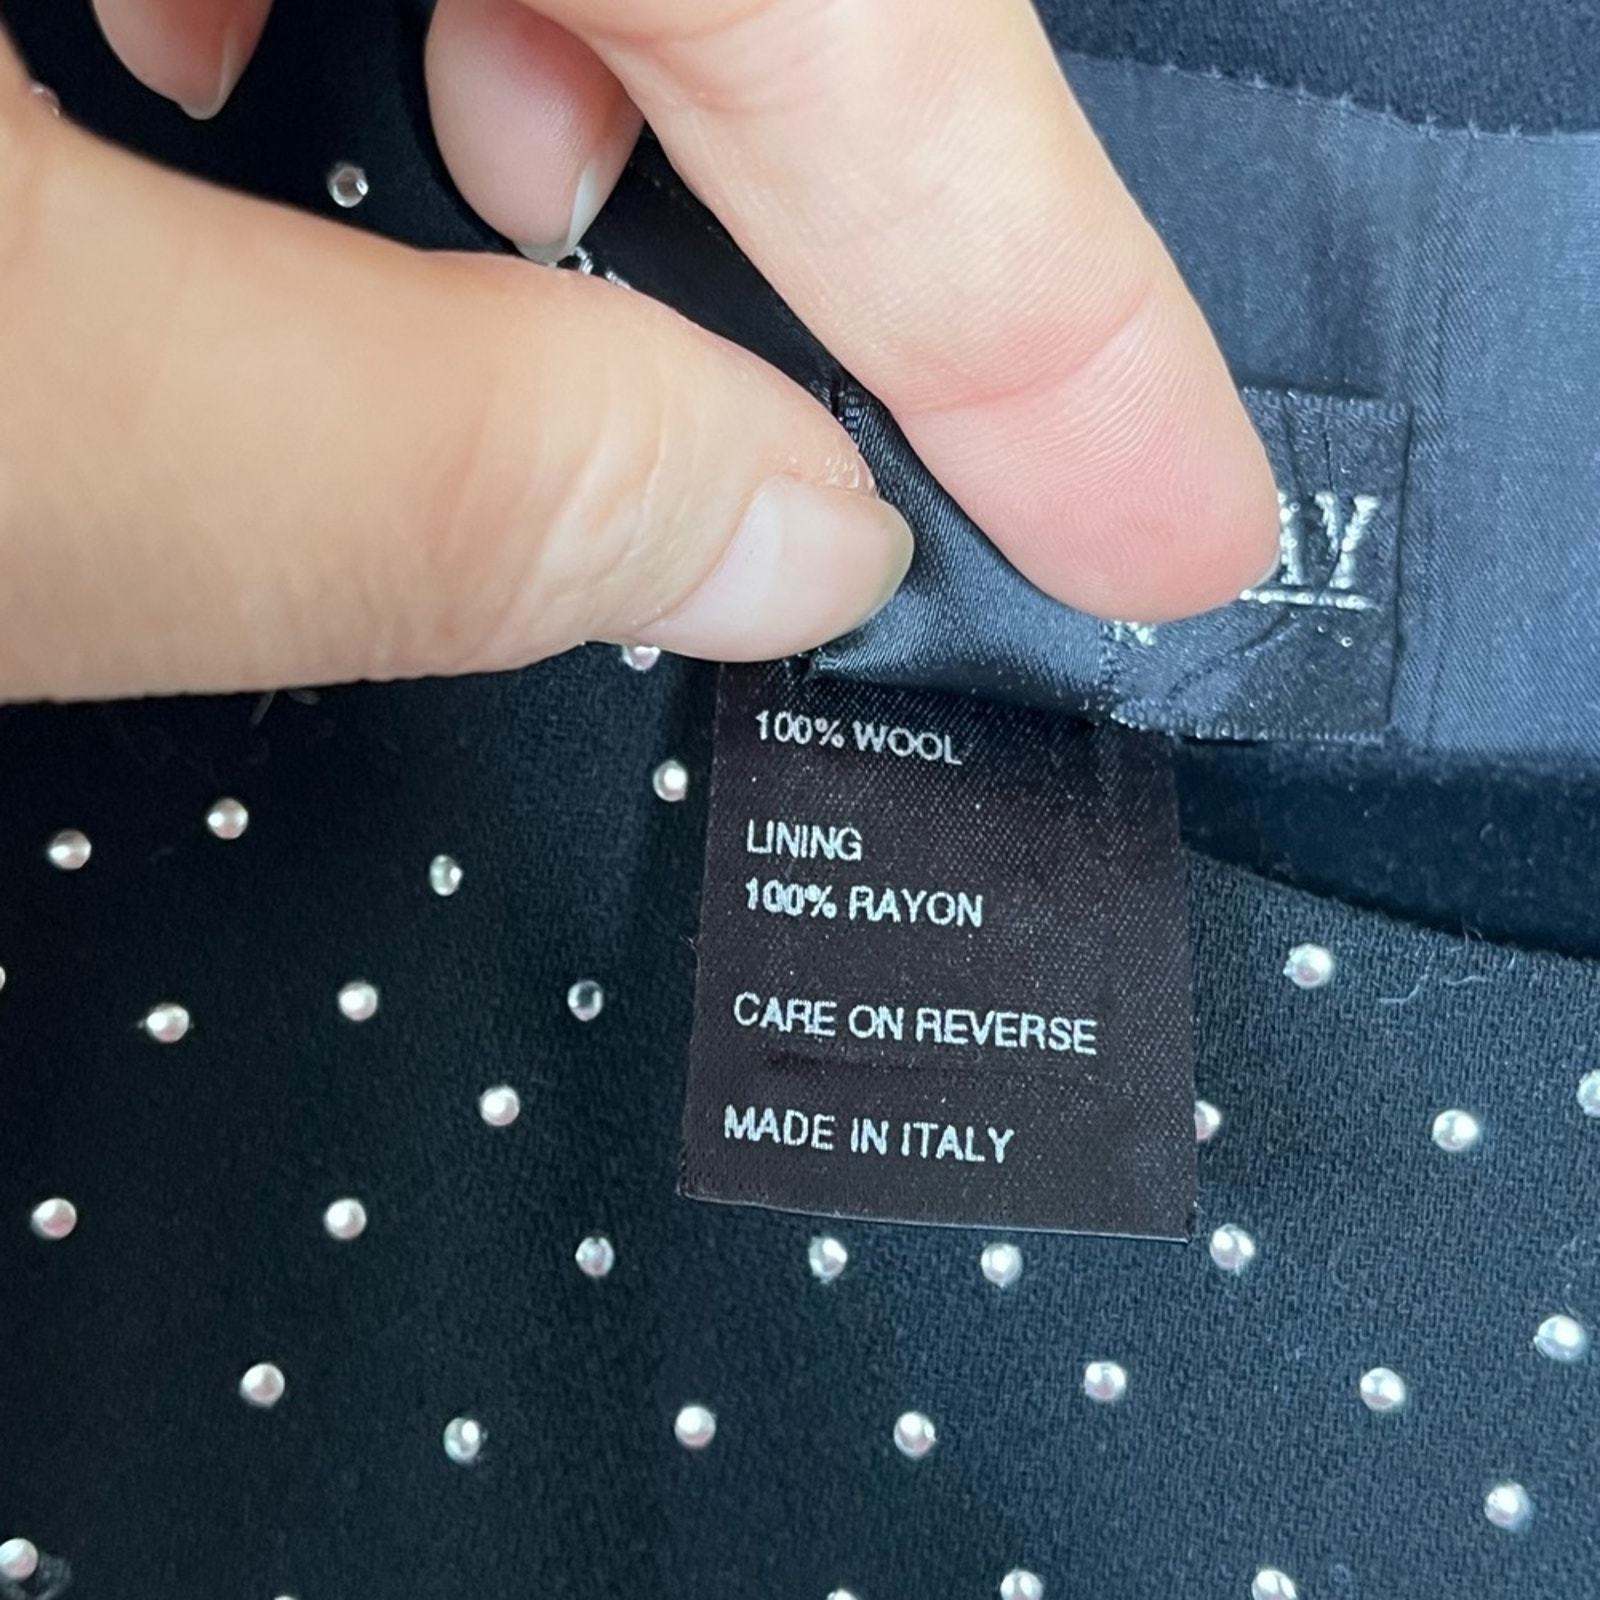 100% WOOL
LINING
100% RAYON
CARE ON REVERSE
MADE IN ITALY